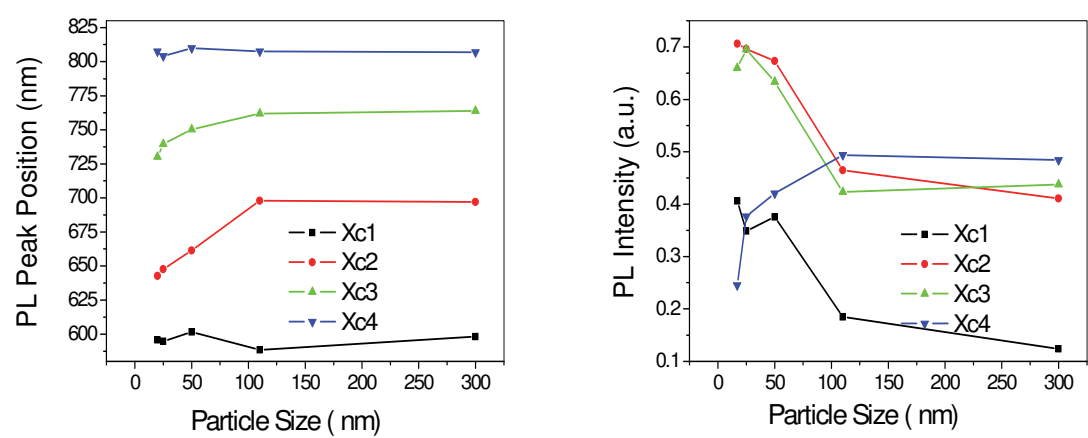 825
800
775
750
725
700
675
650
625
600
PL Peak Position (nm)
Xc1
Xc2
Xc3
Xc4
0 50 100 150 200 250 300
Particle Size ( nm)
0.7
0.6
0.5
0.4
0.3
0.2
0.1
PL Intensity (a.u.)
Xc1
Xc2
Xc3
Xc4
0 50 100 150 200 250 300
Particle Size ( nm)